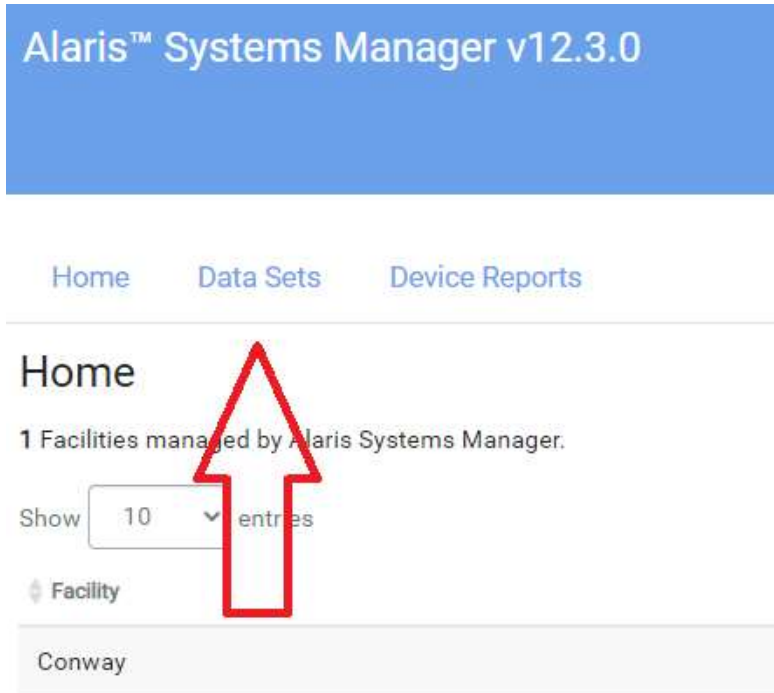 Alaris™ Systems Manager v12.3.0
Home Data Sets Device Reports
Home
1 Facilities managed by Alaris Systems Manager.
Show 10 entries
Facility
Conway